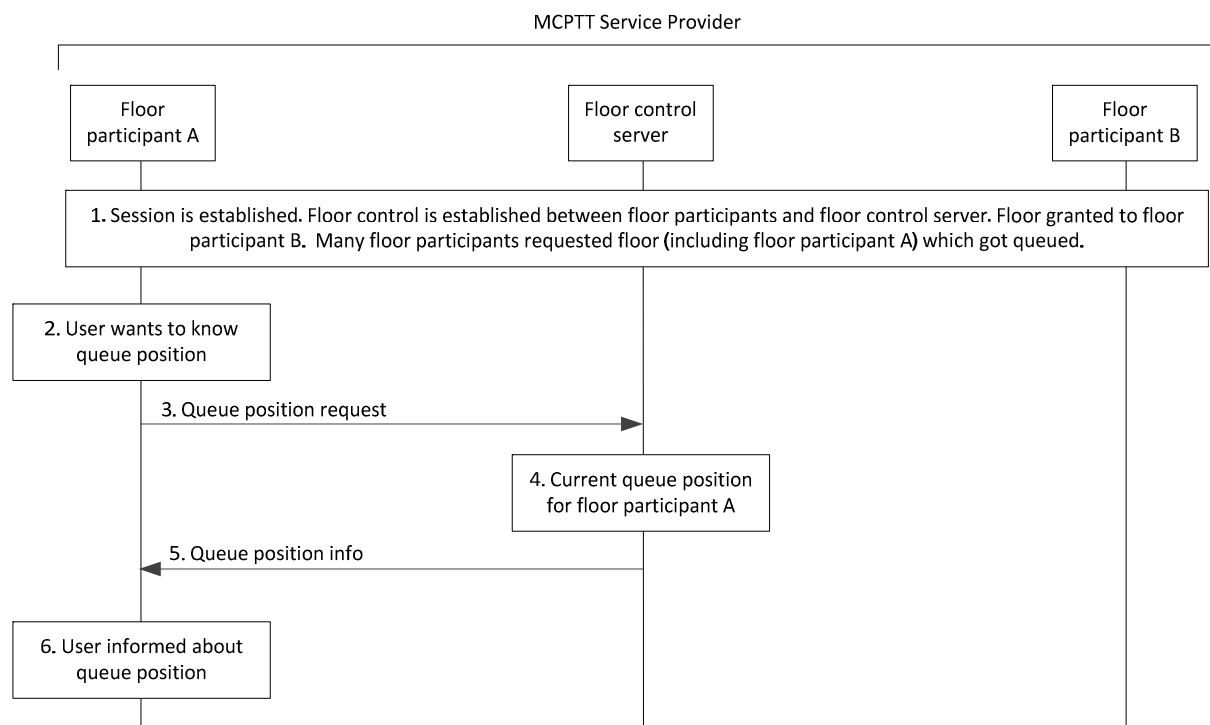 MCPTT Service Provider
Floor
participant A
Floor control
server
Floor
participant B
1. Session is established. Floor control is established between floor participants and floor control server. Floor granted to floor
participant B.  Many floor participants requested floor (including floor participant A) which got queued.
2. User wants to know
queue position
3. Queue position request
4. Current queue position
for floor participant A
5. Queue position info
6. User informed about
queue position